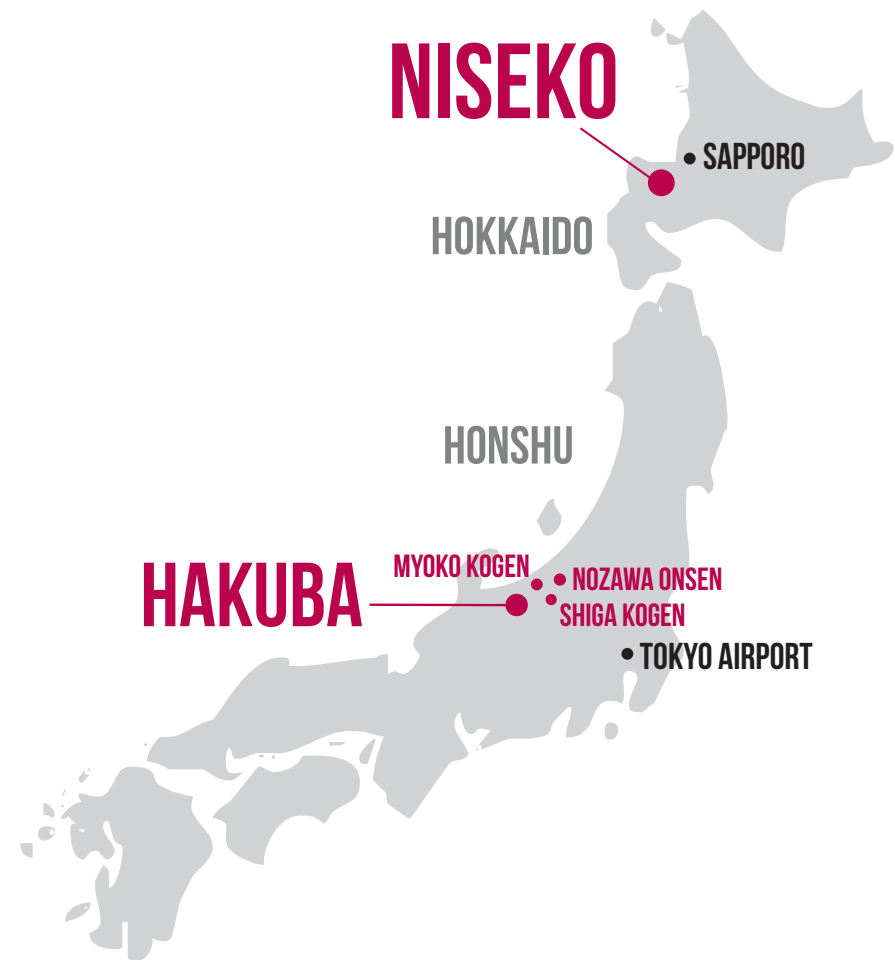 NISEKO
SAPPORO
HOKKAIDO
HONSHU
MYOKO KOGEN
HAKUBA
NOZAWA ONSEN
SHIGA KOGEN
TOKYO AIRPORT